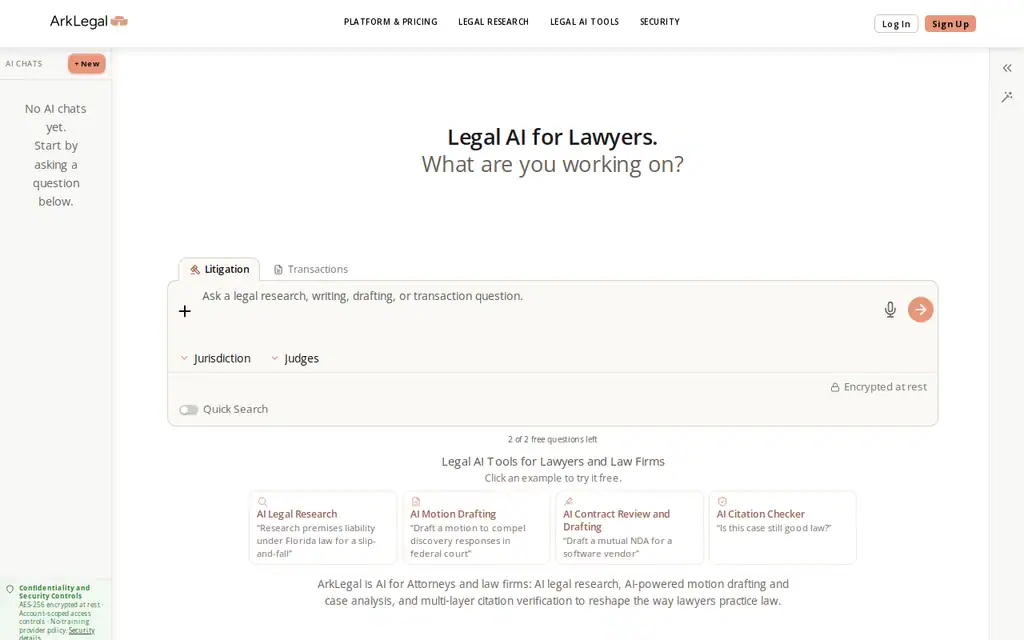 ArkLegal
PLATFORM & PRICING
LEGAL RESEARCH
LEGAL AI TOOLS
SECURITY
Log In
Sign Up
AI CHATS
+ New
No AI chats
yet.
Start by
asking a
question
below.
Legal AI for Lawyers.
What are you working on?
Litigation
Transactions
Ask a legal research, writing, drafting, or transaction question.
Jurisdiction
Judges
Encrypted at rest
Quick Search
2 of 2 free questions left
Legal AI Tools for Lawyers and Law Firms
Click an example to try it free.
AI Legal Research
“Research premises liability
under Florida law for a slip-
and-fall”
AI Motion Drafting
“Draft a motion to compel
discovery responses in
federal court”
AI Contract Review and
Drafting
“Draft a mutual NDA for a
software vendor”
AI Citation Checker
“Is this case still good law?”
ArkLegal is AI for Attorneys and law firms: AI legal research, AI-powered motion drafting and
case analysis, and multi-layer citation verification to reshape the way lawyers practice law.
Confidentiality and
Security Controls
AES-256 encrypted at rest ·
Account-scoped access
controls · No-training
provider policy. Security
details